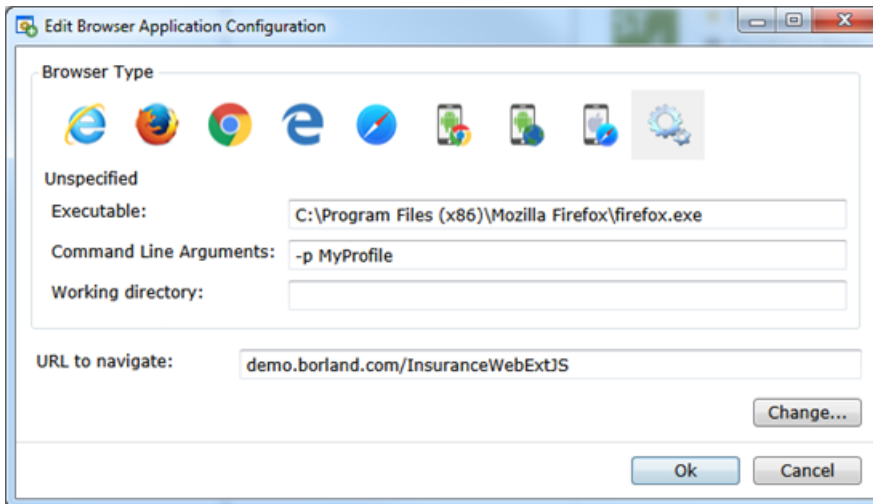 Edit Browser Application Configuration
Browser Type
Unspecified
Executable: C:\Program Files (x86)\Mozilla Firefox\firefox.exe
Command Line Arguments: -p MyProfile
Working directory:
URL to navigate: demo.borland.com/InsuranceWebExtJS
Change...
Ok Cancel